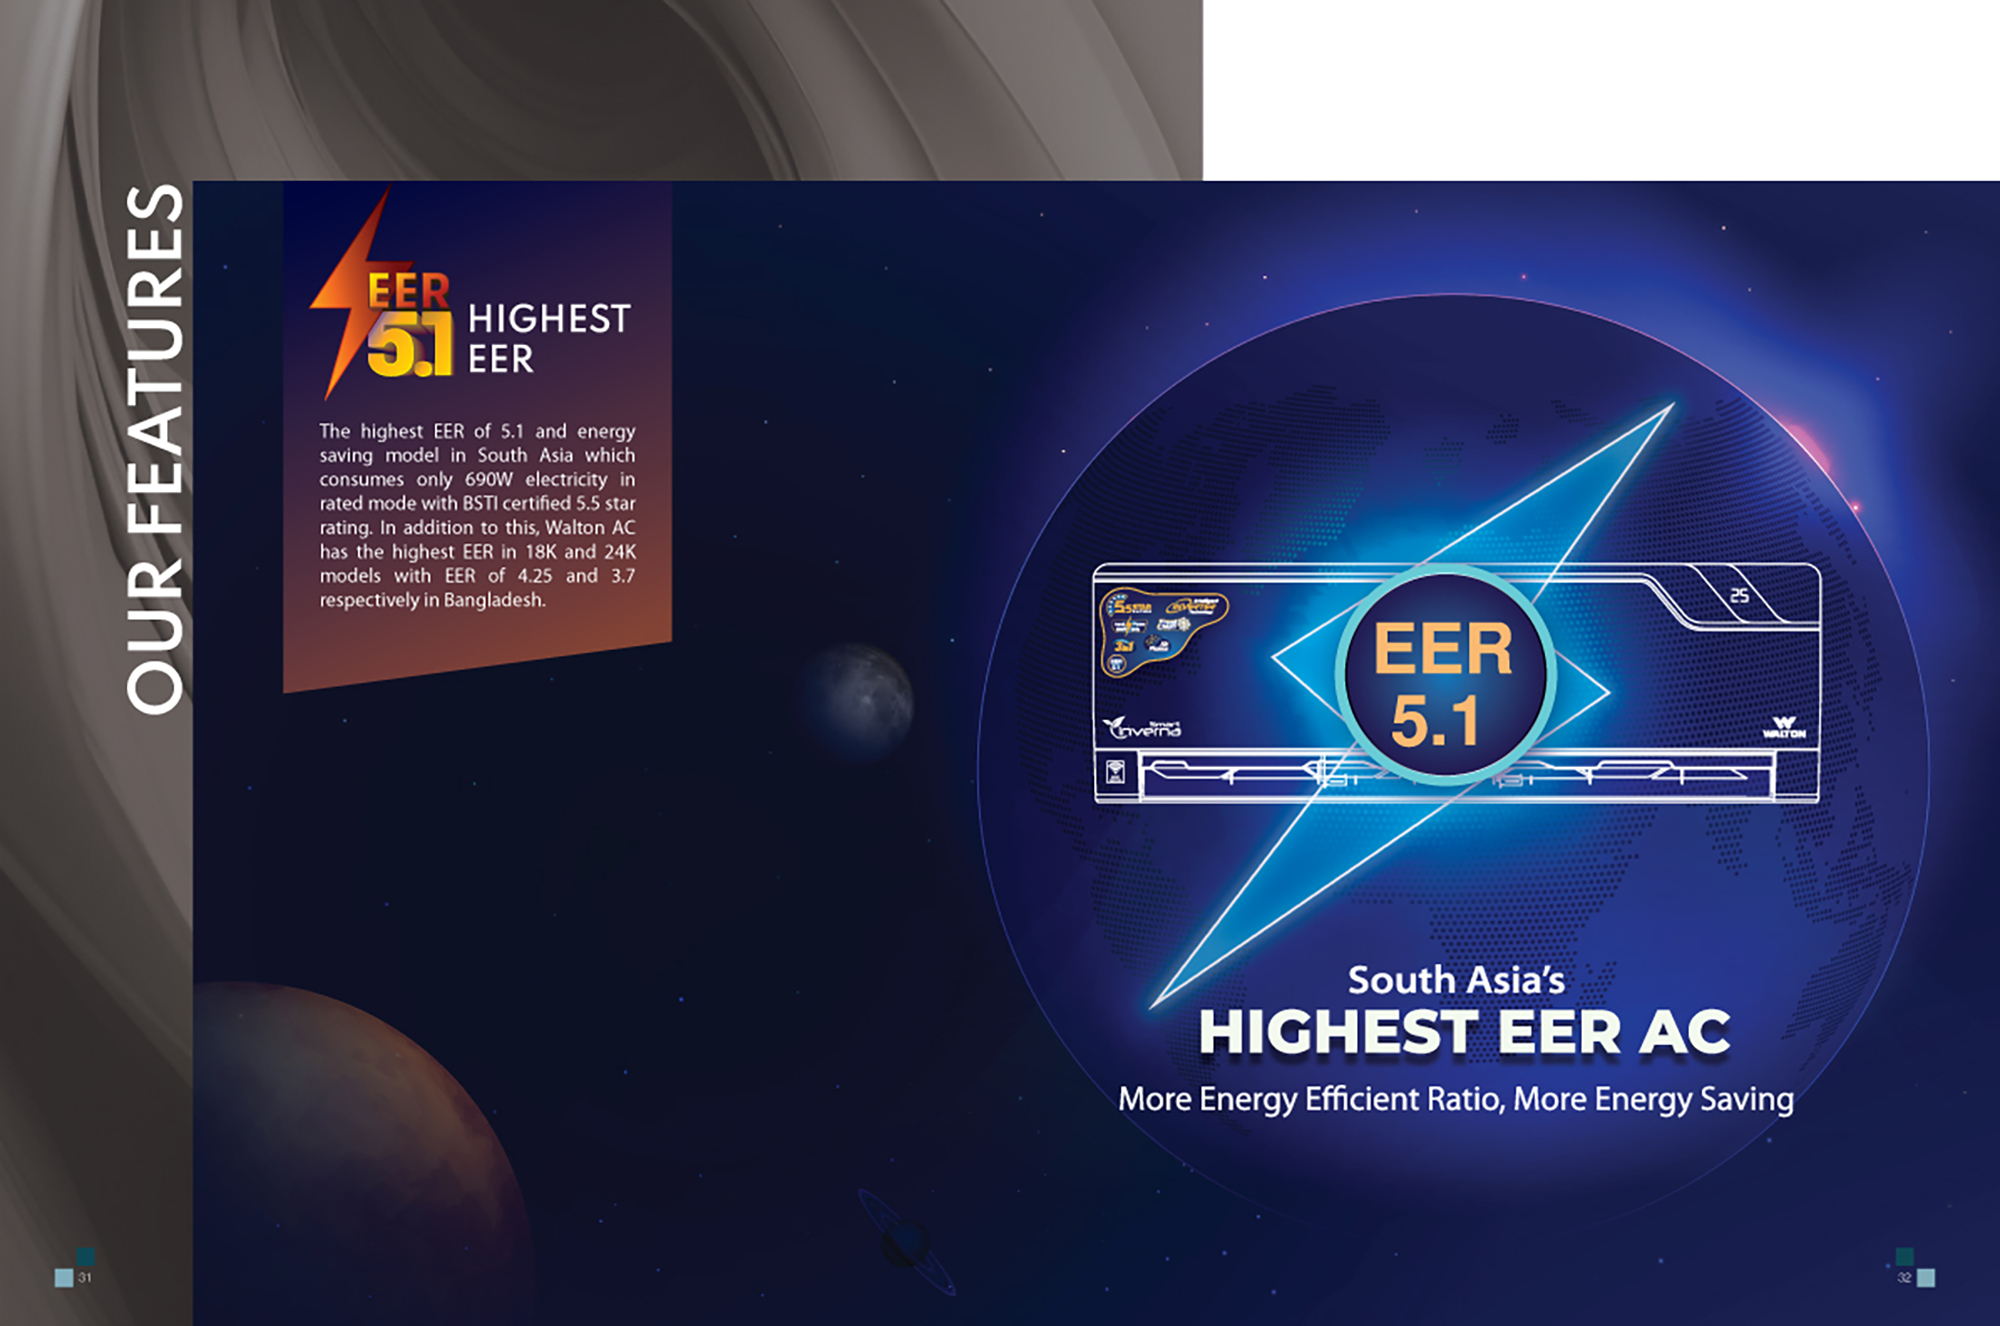 OUR FEATURES
EER
5.1
HIGHEST
EER
The highest EER of 5.1 and energy
saving model in South Asia which
consumes only 690W electricity in
rated mode with BSTI certified 5.5 star
rating. In addition to this, Walton AC
has the highest EER in 18K and 24K
models with EER of 4.25 and 3.7
respectively in Bangladesh.
25
EER
5.1
Smart
inverna
WALTON
South Asia’s
HIGHEST EER AC
More Energy Efficient Ratio, More Energy Saving
31
32